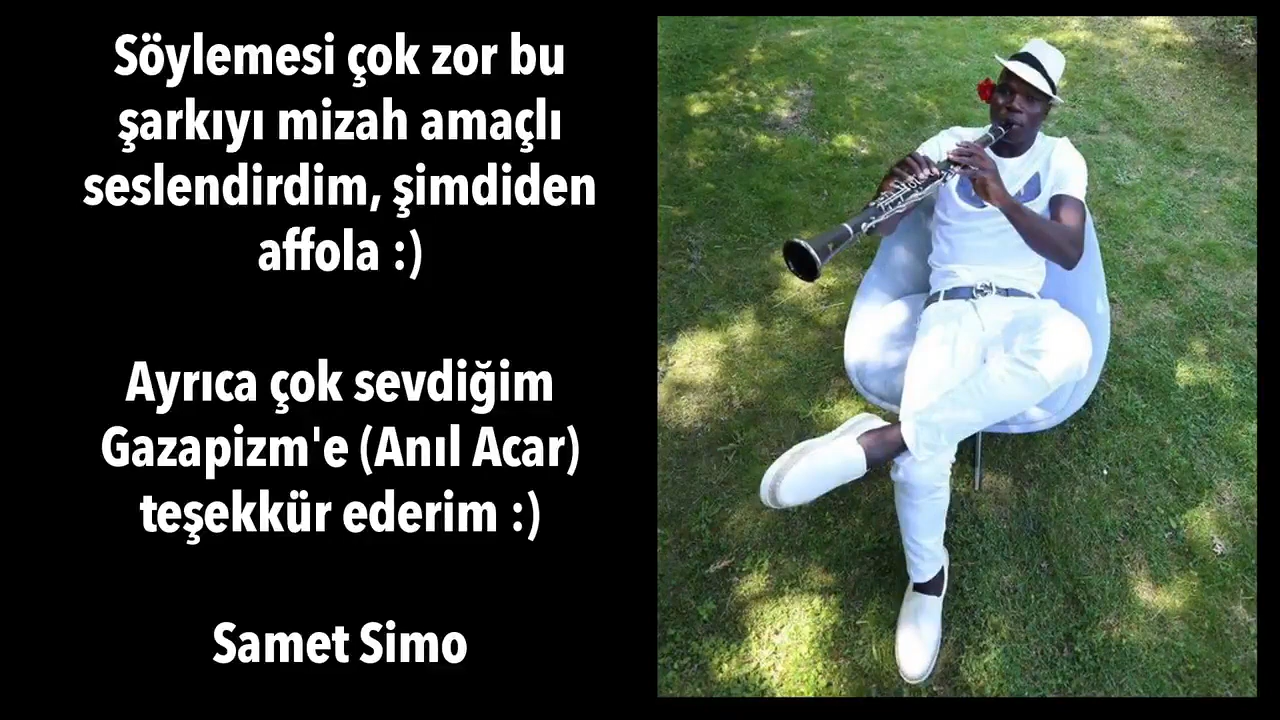 Söylemesi çok zor bu
şarkıyı mizah amaçlı
seslendirdim, şimdiden
affola :)
Ayrıca çok sevdiğim
Gazapizm'e (Anıl Acar)
teşekkür ederim :)
Samet Simo